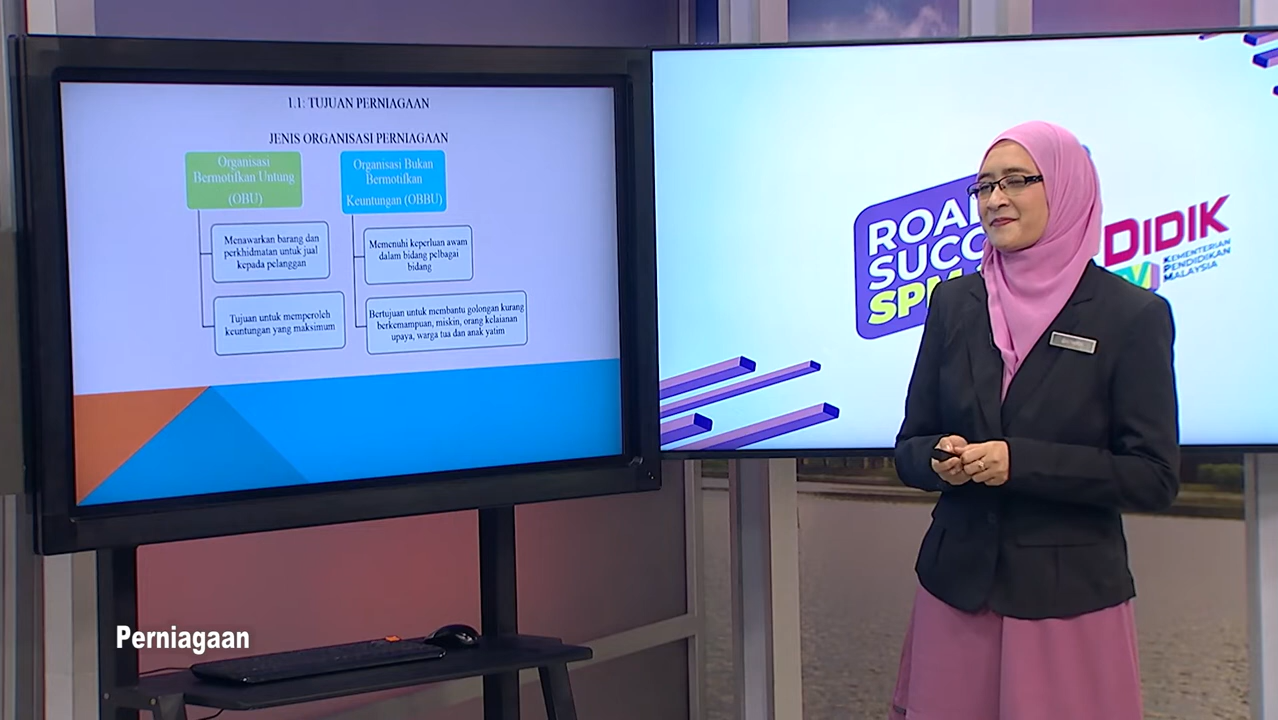 1.1: TUJUAN PERNIAGAAN
JENIS ORGANISASI PERNIAGAAN
Organisasi
Bermotifkan Untung
(OBU)
Menawarkan barang dan
perkhidmatan untuk jual
kepada pelanggan
Tujuan untuk memperoleh
keuntungan yang maksimum
Organisasi Bukan
Bermotifkan
Keuntungan (OBBU)
Memenuhi keperluan awam
dalam bidang pelbagai
bidang
Bertujuan untuk membantu golongan kurang
berkemampuan, miskin, orang kelaianan
upaya, warga tua dan anak yatim
ROAD
SUCC
SPM
DIDIK
TV
KEMENTERIAN
PENDIDIKAN
MALAYSIA
Perniagaan